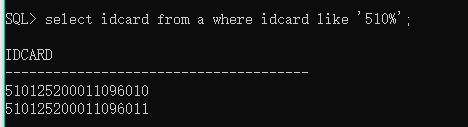 SQL> select idcard from a where idcard like '510%';
IDCARD
------------------------------------
510125200011096010
510125200011096011